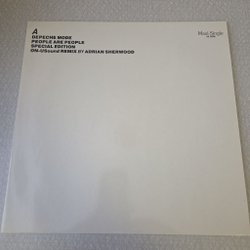 A
DEPECHE MODE
PEOPLE ARE PEOPLE
SPECIAL EDITION
ON-USound REMIX BY ADRIAN SHERWOOD
Maxi-Single